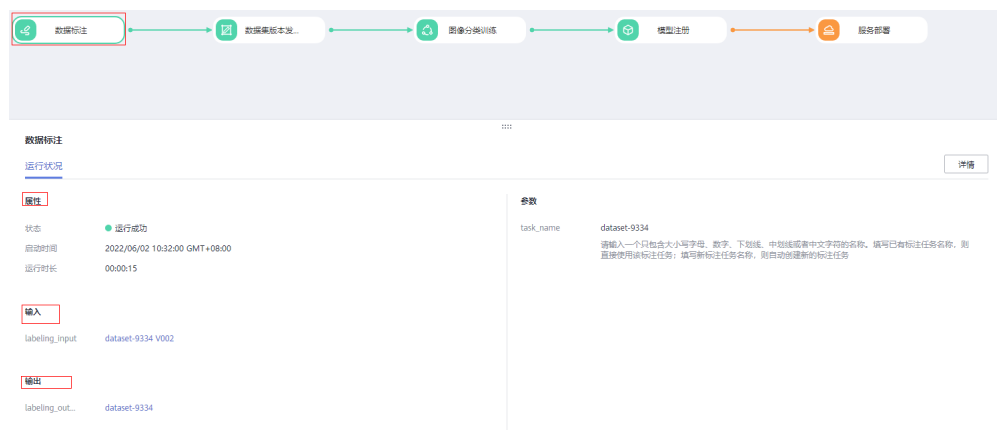 数据标注
数据集版本发...
图像分类训练
模型注册
服务部署
数据标注
运行状况
详情
属性
状态
运行成功
启动时间
2022/06/02 10:32:00 GMT+08:00
运行时长
00:00:15
输入
labeling_input
dataset-9334 V002
输出
labeling_out...
dataset-9334
参数
task_name
dataset-9334
请输入一个只包含大小写字母、数字、下划线、中划线或者中文字符的名称。填写已有标注任务名称，则
直接使用该标注任务；填写新标注任务名称，则自动创建新的标注任务